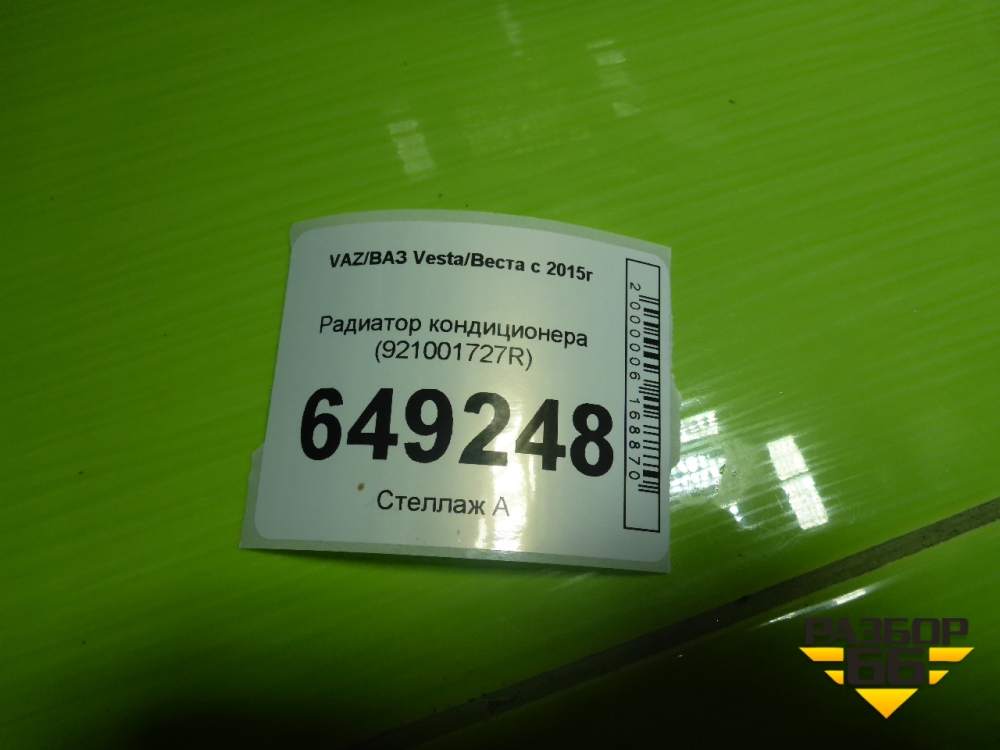 VAZ/ВАЗ Vesta/Веста с 2015г
Радиатор кондиционера
(921001727R)
649248
Стеллаж А
2000006168870
РАЗБОР
66